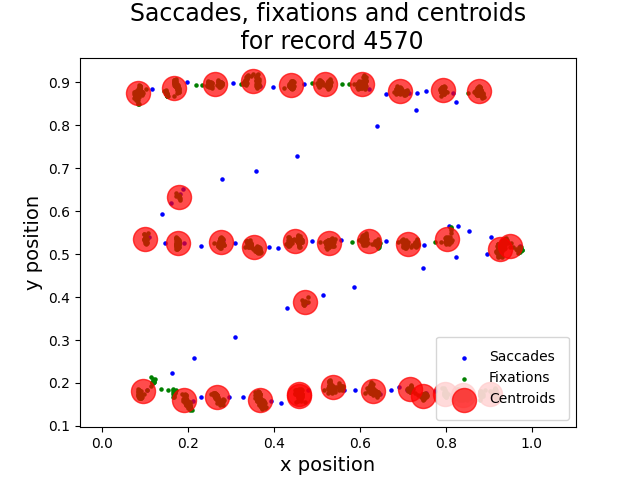 Saccades, fixations and centroids
for record 4570
y position
0.9
0.8
0.7
0.6
0.5
0.4
0.3
0.2
0.1
Saccades
Fixations
Centroids
0.0 0.2 0.4 0.6 0.8 1.0
x position